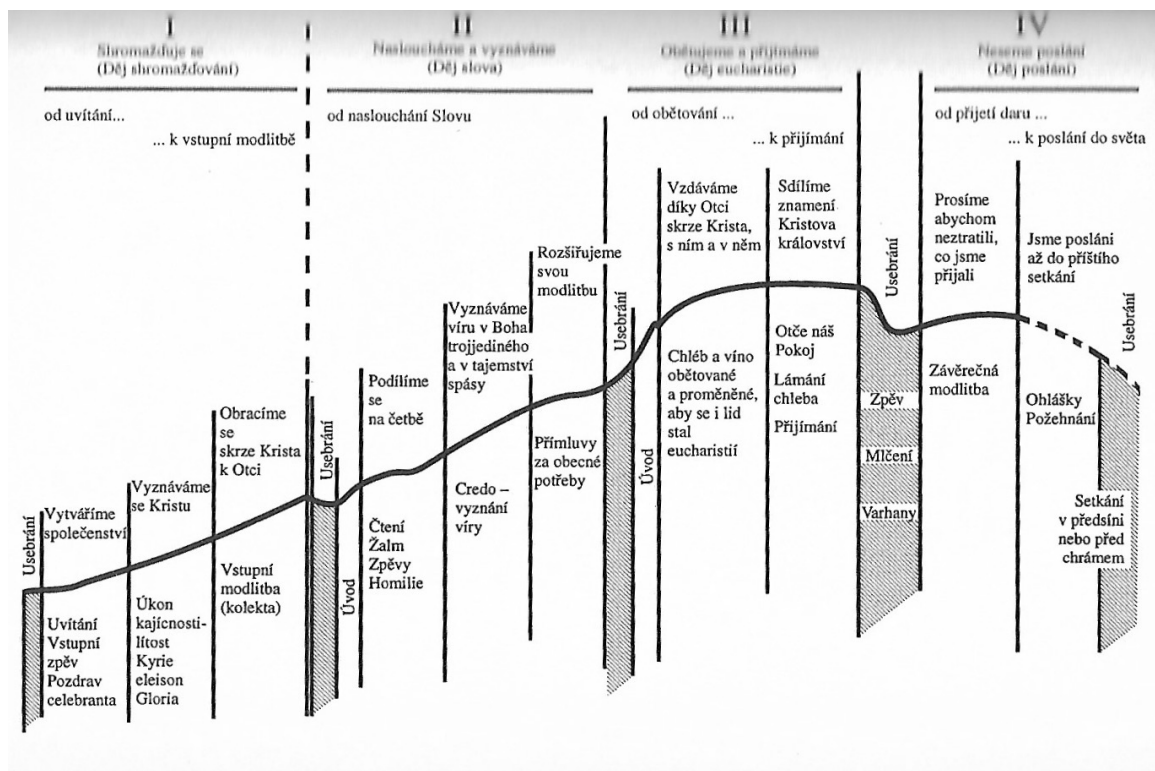 I
Shromažďuje se
(Děj shromažďování)
od uvítání...
... k vstupní modlitbě
Usebrání
Vytváříme
společenství
Uvítání
Vstupní
zpěv
Pozdrav
celebranta
Vyznáváme
se Kristu
Úkon
kajícnosti-
lítost
Kyrie
eleison
Gloria
Obracíme
se
skrze Krista
k Otci
Vstupní
modlitba
(kolekta)
II
Nasloucháme a vyznáváme
(Děj slova)
od naslouchání Slovu
Usebrání
Úvod
Podílíme
se
na četbě
Čtení
Žalm
Zpěvy
Homilie
Vyznáváme
víru v Boha
trojjediného
a v tajemství
spásy
Credo –
vyznání
víry
Rozšiřujeme
svou
modlitbu
Přímluvy
za obecné
potřeby
III
Obětujeme a přijímáme
(Děj eucharistie)
od obětování ...
... k přijímání
Usebrání
Úvod
Vzdáváme
díky Otci
skrze Krista,
s ním a v něm
Chléb a víno
obětované
a proměněné,
aby se i lid
stal
eucharistií
Sdílíme
znamení
Kristova
království
Otče náš
Pokoj
Lámání
chleba
Přijímání
Usebrání
Zpěv
Mlčení
Varhany
IV
Neseme poslání
(Děj poslání)
od přijetí daru ...
... k poslání do světa
Prosíme
abychom
neztratili,
co jsme
přijali
Závěrečná
modlitba
Jsme posláni
až do příštího
setkání
Ohlášky
Požehnání
Usebrání
Setkání
v předsíni
nebo před
chrámem